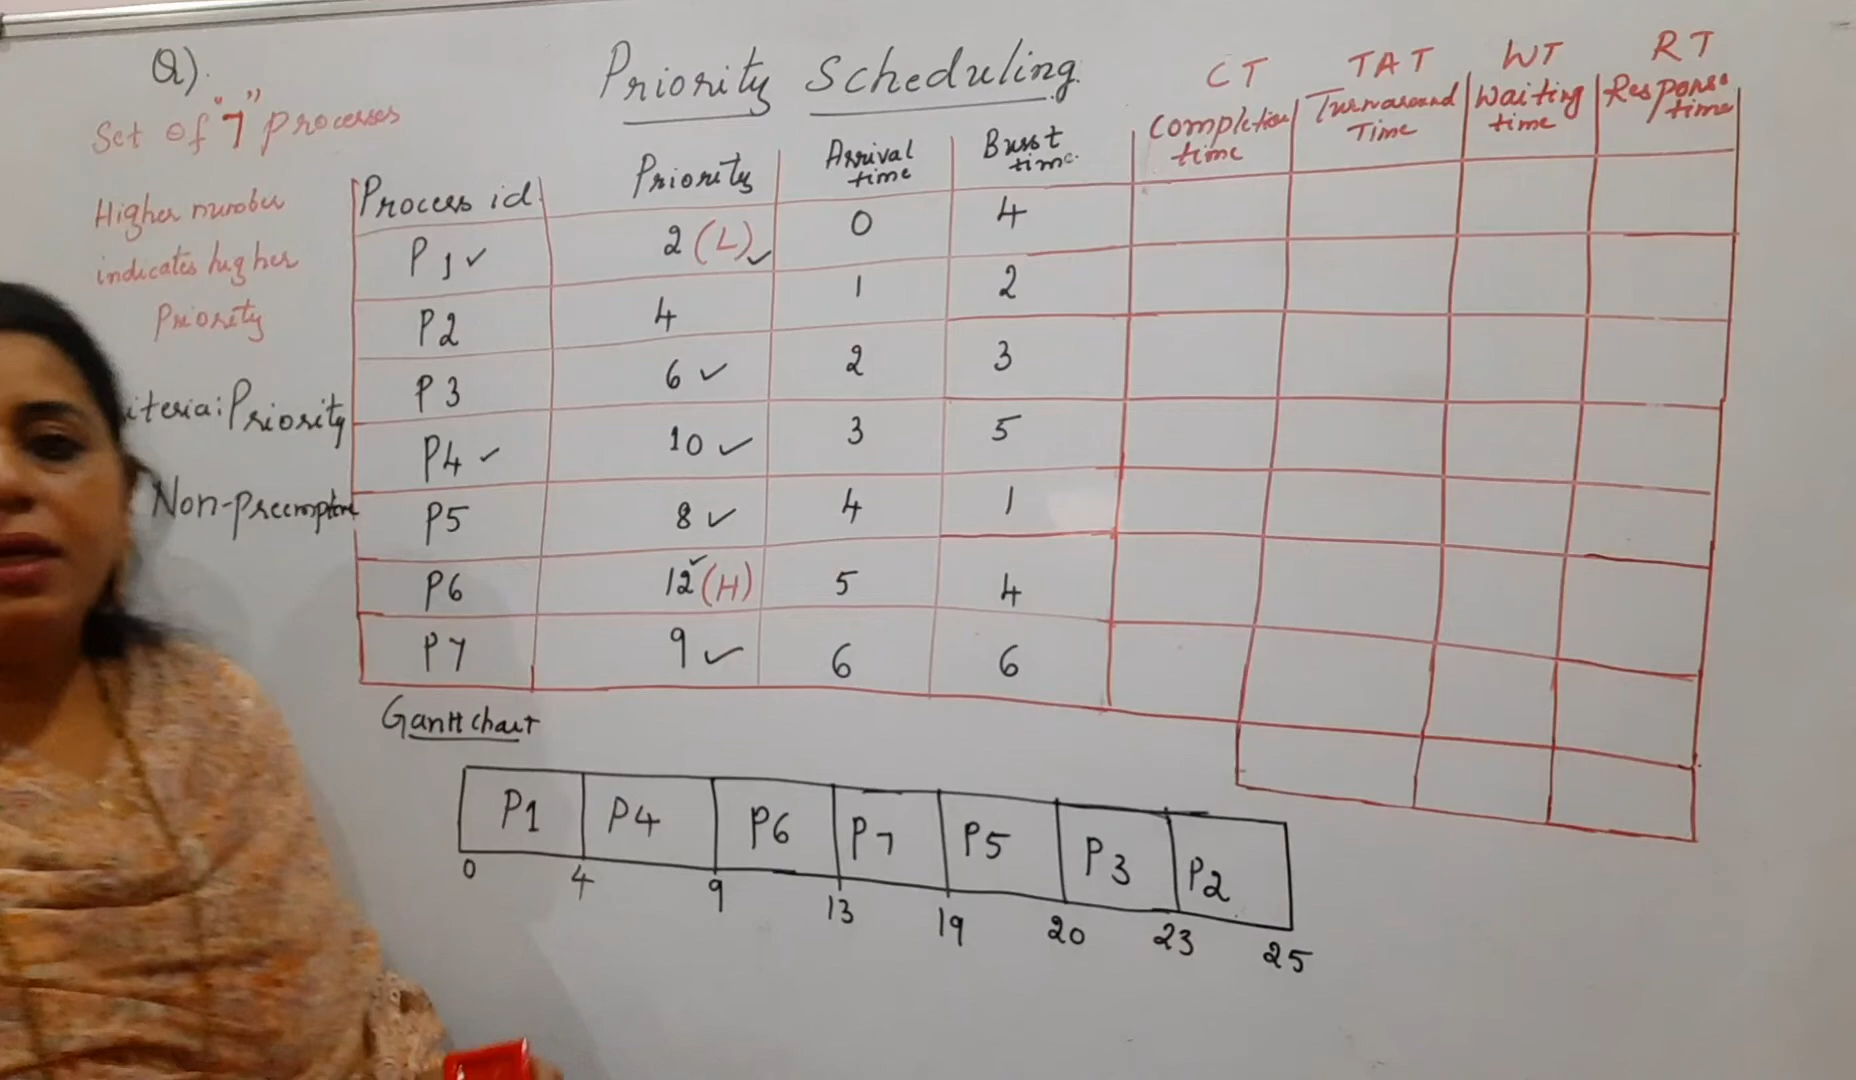 Q).
Priority Scheduling
Set of "7" processes
Higher number
indicates higher
Priority
iteria: Priority
Non-preemptive
CT TAT WT RT
Process id Priority Arrival time Burst time. Completion time Turnaround Time Waiting time Response time
P1 ✓ 2 (L) ✓ 0 4
P2 4 1 2
P3 6 ✓ 2 3
P4 ✓ 10 ✓ 3 5
P5 8 ✓ 4 1
P6 12 ✓ (H) 5 4
P7 9 ✓ 6 6
Gantt chart
P1 P4 P6 P7 P5 P3 P2
0 4 9 13 19 20 23 25